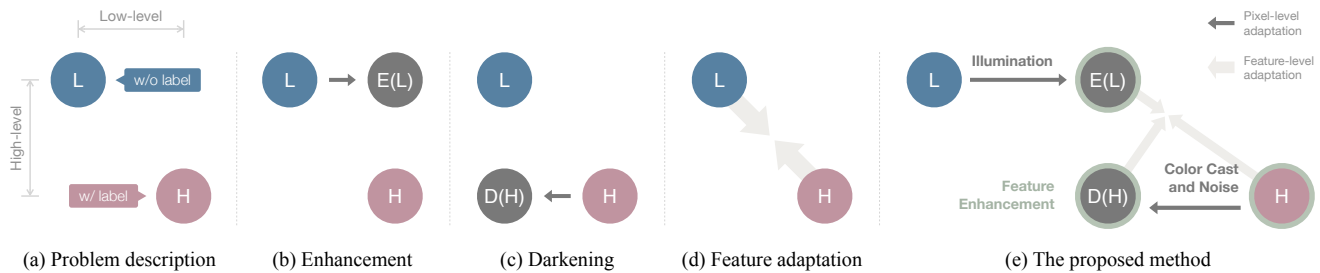 Low-level
High-level
L
w/o label
w/ label
H
(a) Problem description
L
E(L)
H
(b) Enhancement
L
D(H)
H
(c) Darkening
L
H
(d) Feature adaptation
L
Illumination
E(L)
Pixel-level
adaptation
Feature-level
adaptation
Feature
Enhancement
D(H)
Color Cast
and Noise
H
(e) The proposed method